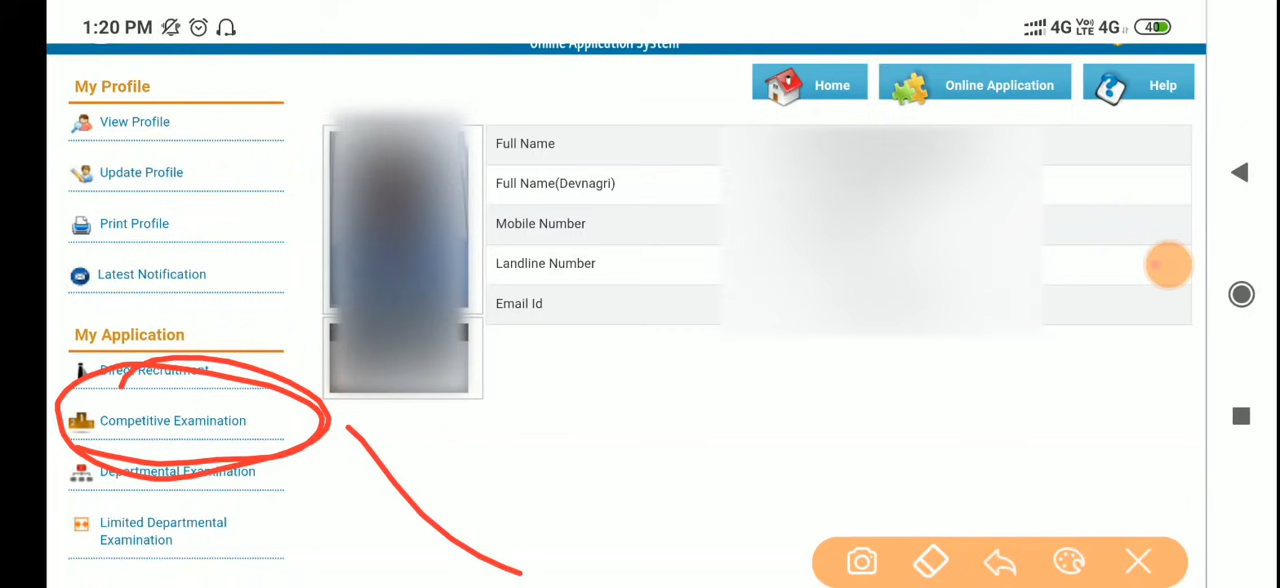 1:20 PM
4G VoLTE 4G 40
Online Application System
My Profile
Home
Online Application
Help
View Profile
Update Profile
Print Profile
Latest Notification
Full Name
Full Name(Devnagri)
Mobile Number
Landline Number
Email Id
My Application
Direct Recruitment
Competitive Examination
Departmental Examination
Limited Departmental
Examination